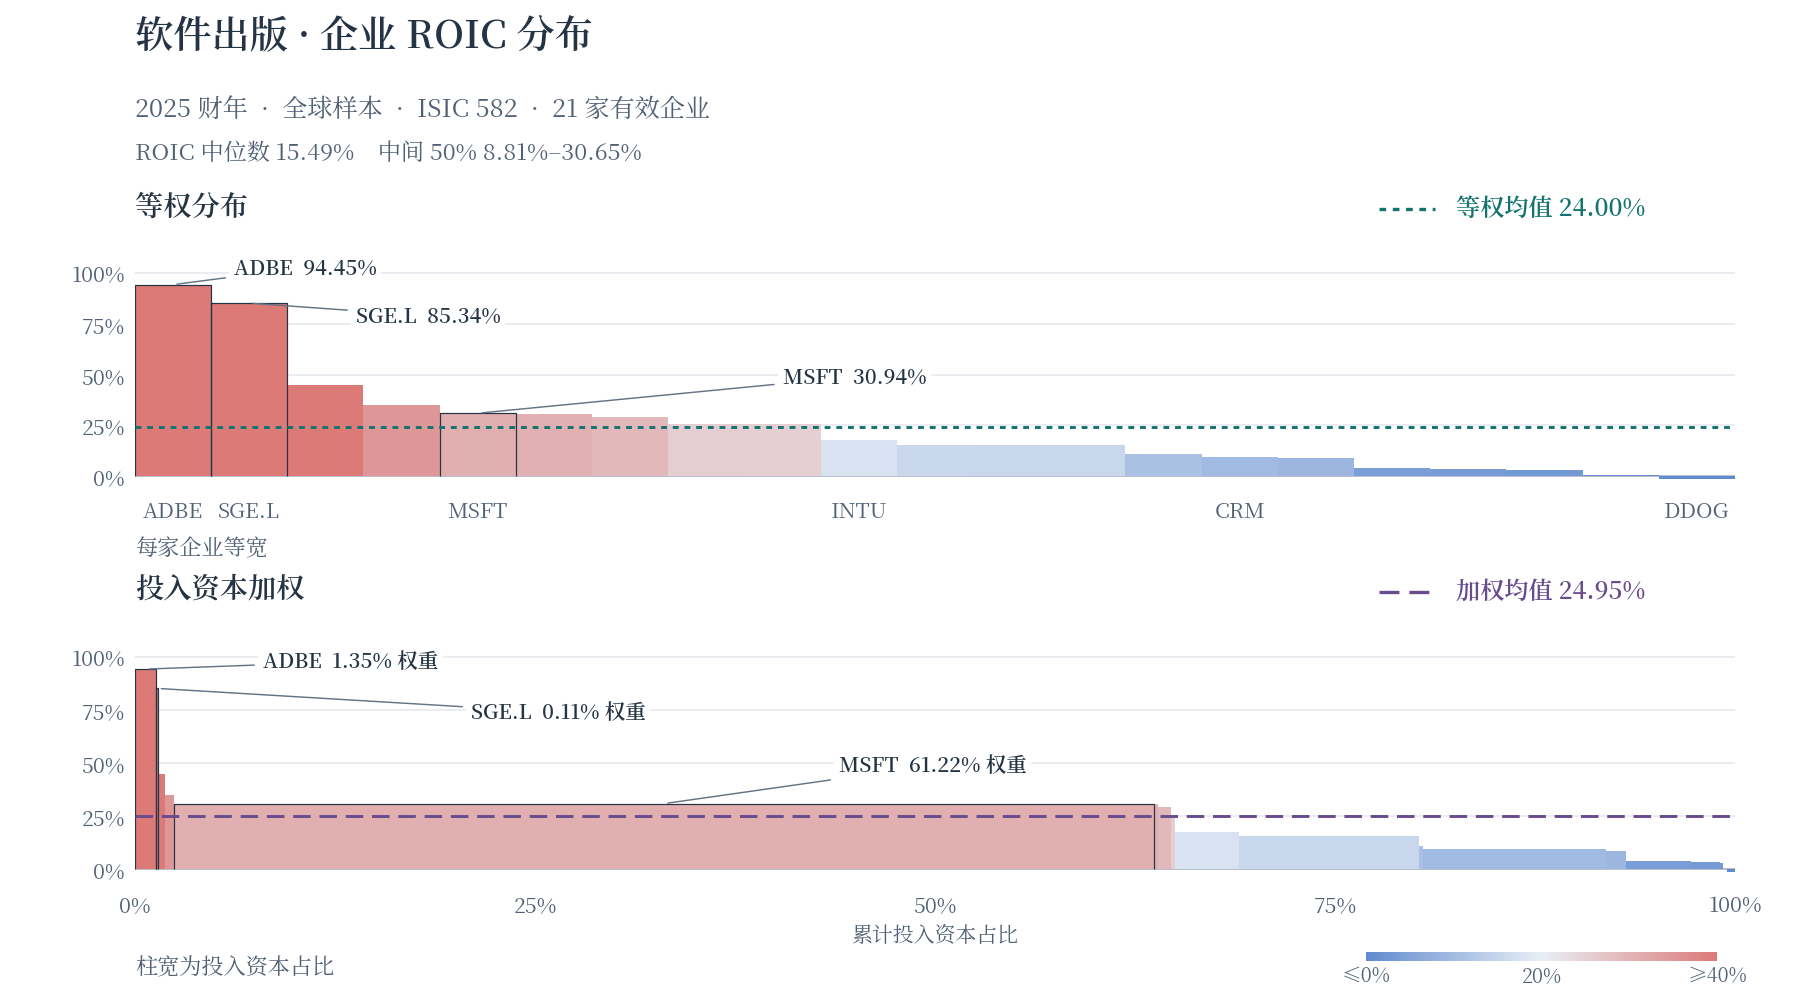 软件出版 · 企业 ROIC 分布
2025 财年 · 全球样本 · ISIC 582 · 21 家有效企业
ROIC 中位数 15.49% 中间 50% 8.81%–30.65%
等权分布
等权均值 24.00%
100%
75%
50%
25%
0%
ADBE 94.45%
SGE.L 85.34%
MSFT 30.94%
ADBE SGE.L MSFT INTU CRM DDOG
每家企业等宽
投入资本加权
加权均值 24.95%
100%
75%
50%
25%
0%
ADBE 1.35% 权重
SGE.L 0.11% 权重
MSFT 61.22% 权重
0% 25% 50% 75% 100%
累计投入资本占比
柱宽为投入资本占比
≤0% 20% ≥40%